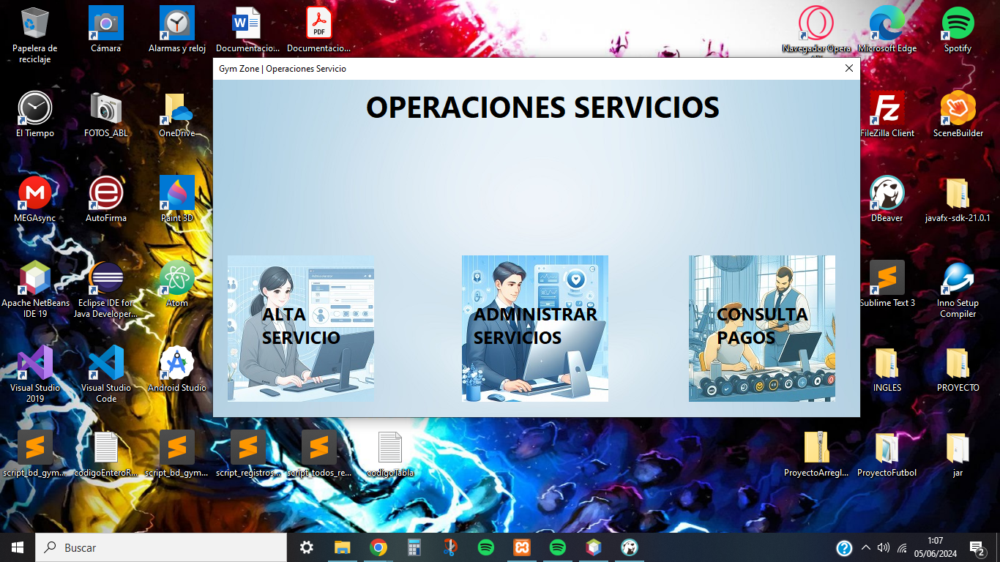 Papelera de
reciclaje
Cámara
Alarmas y reloj
Documentacio...
Documentacio...
Navegador Opera
Microsoft Edge
Spotify
Gym Zone | Operaciones Servicio
OPERACIONES SERVICIOS
El Tiempo
FOTOS_ABL
OneDrive
FileZilla Client
SceneBuilder
MEGAsync
AutoFirma
Paint 3D
DBeaver
javafx-sdk-21.0.1
Apache NetBeans
IDE 19
Eclipse IDE for
Java Developer...
Atom
ALTA
SERVICIO
ADMINISTRAR
SERVICIOS
CONSULTA
PAGOS
Sublime Text 3
Inno Setup
Compiler
Visual Studio
2019
Visual Studio
Code
Android Studio
INGLES
PROYECTO
script_bd_gym...
codigoEnteroR...
script_bd_gym...
script_registros...
script_todos_re...
codigoTabla
ProyectoArregl...
ProyectoFutbol
jar
Buscar
1:07
05/06/2024
2